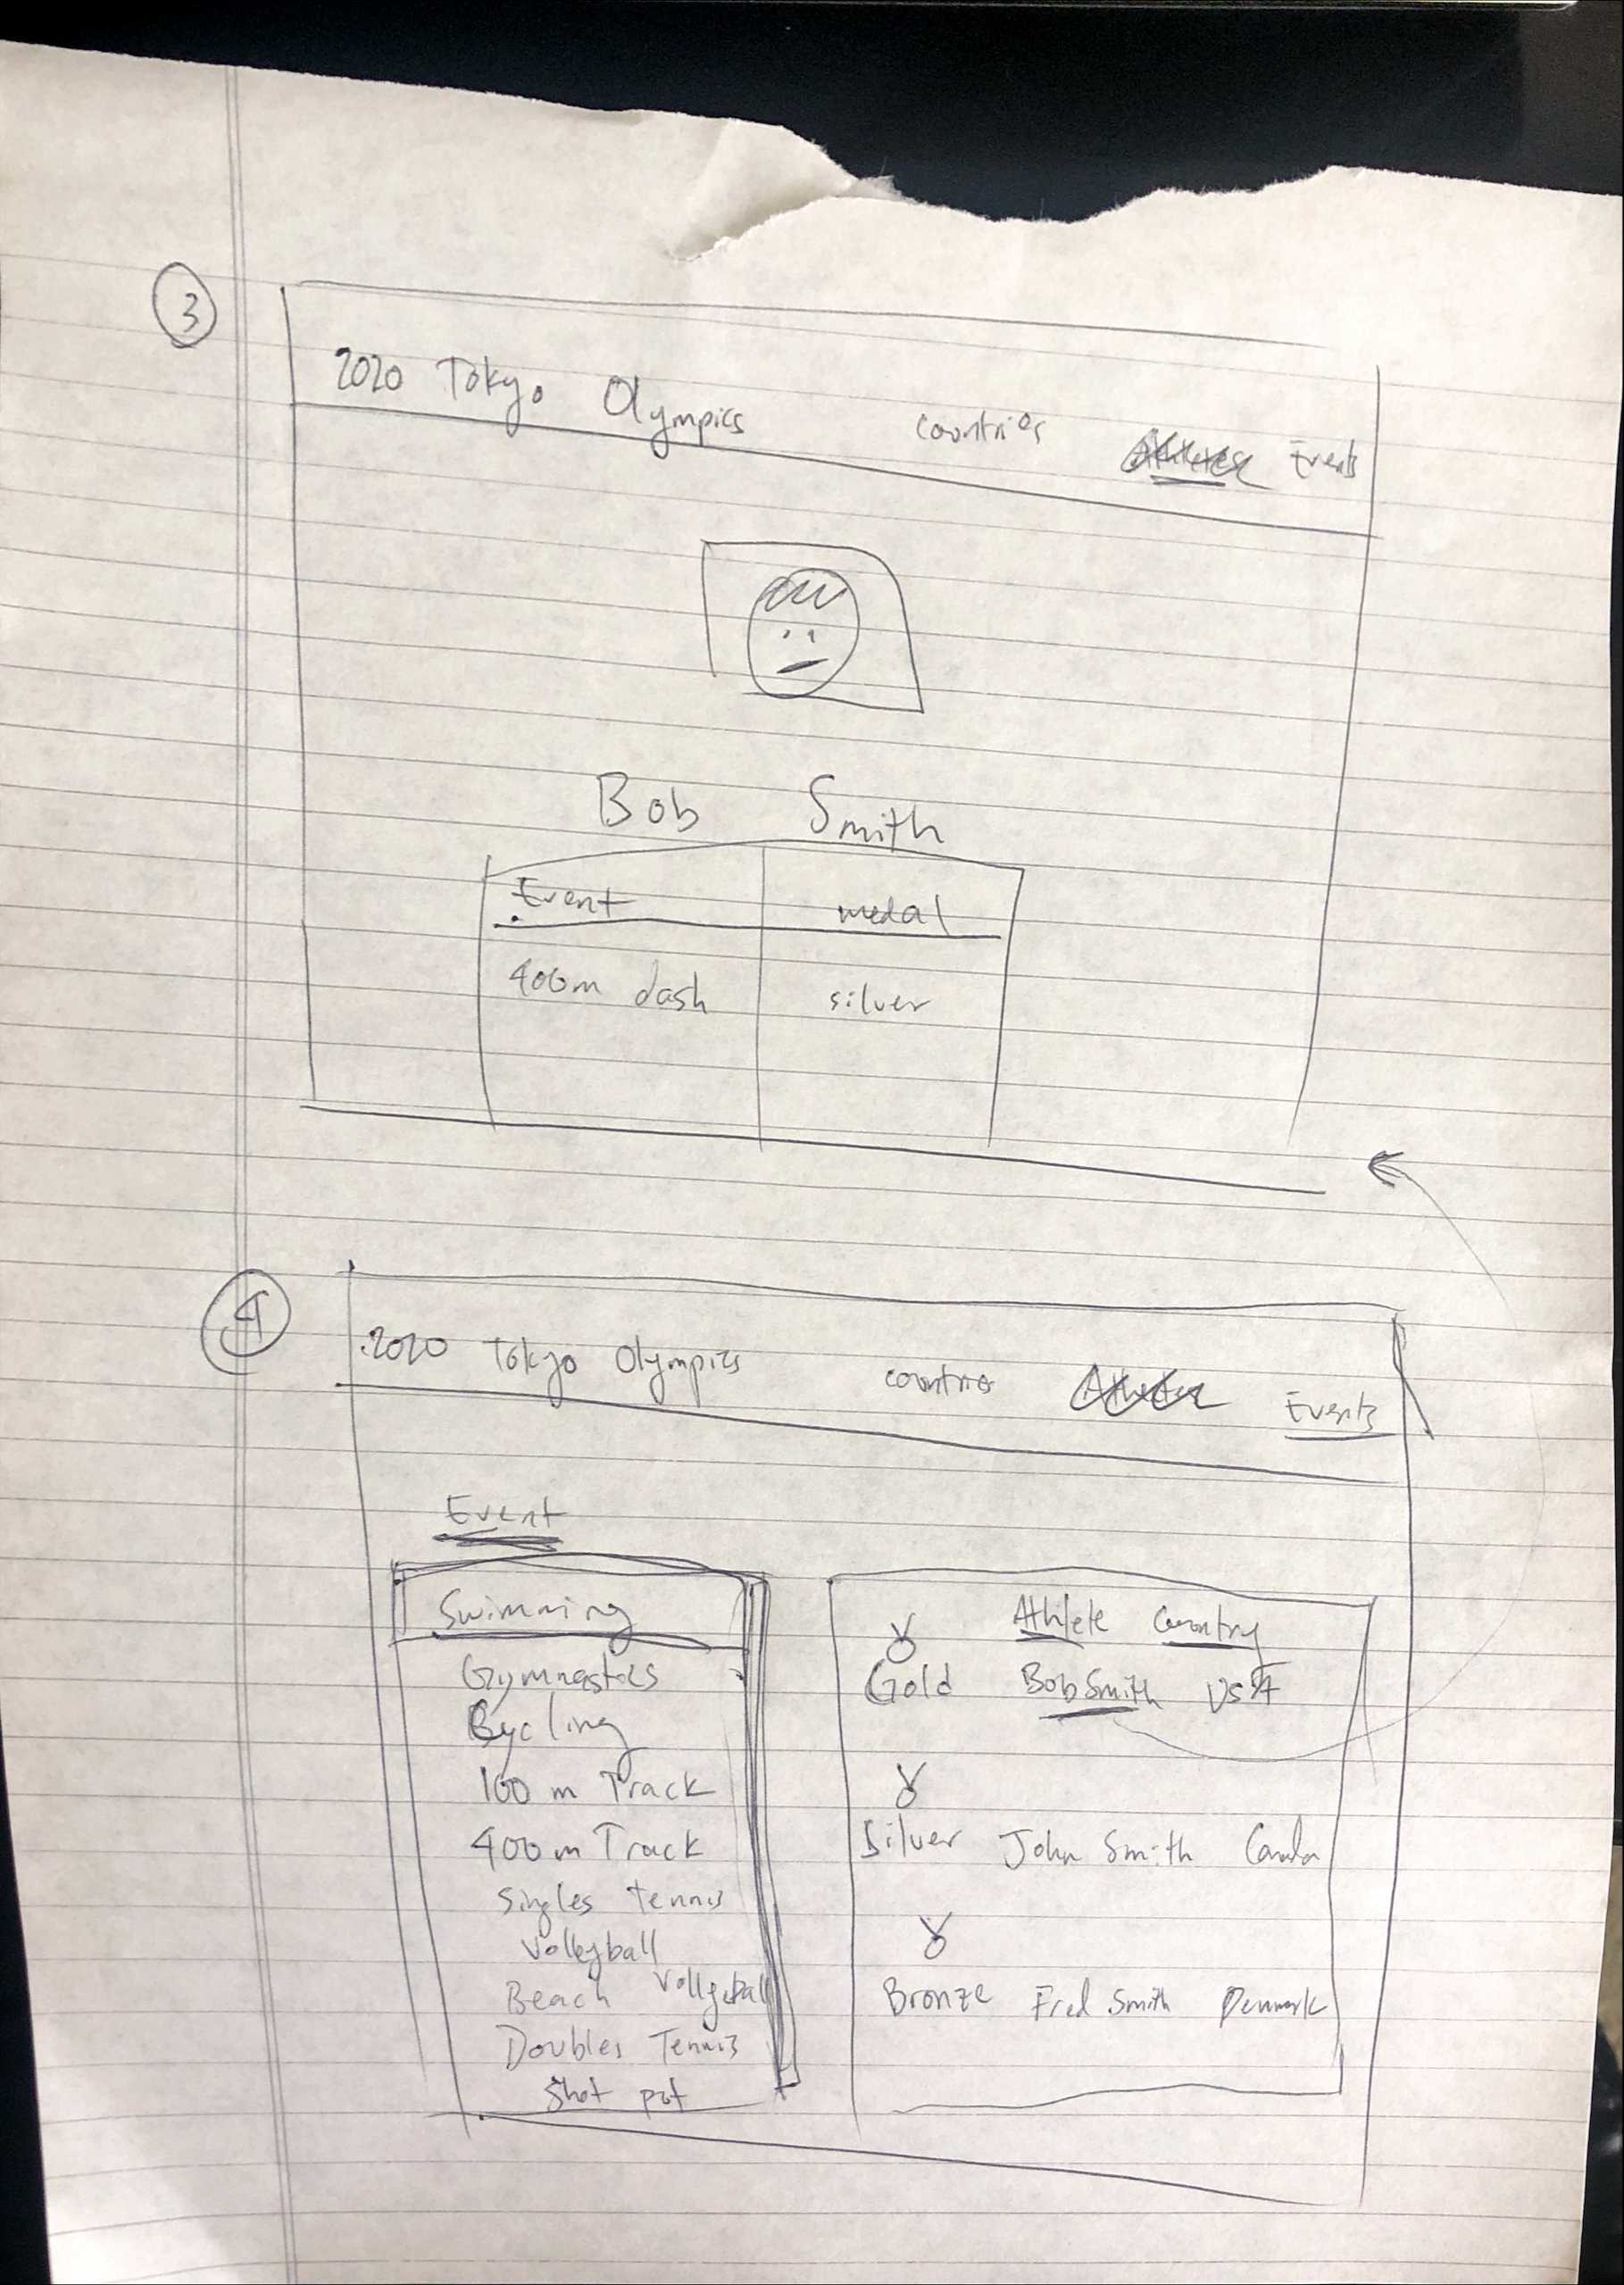 3
2020 Tokyo Olympics countries Athletes Events
Bob Smith
Event medal
400m dash silver
4
2020 Tokyo Olympics countries Athletes Events
Event
Swimming
Gymnastics
Cycling
100 m Track
400 m Track
Singles Tennis
Volleyball
Beach Volleyball
Doubles Tennis
Shot pot
Athlete Country
Gold Bob Smith USA
Silver John Smith Canada
Bronze Fred Smith Denmark